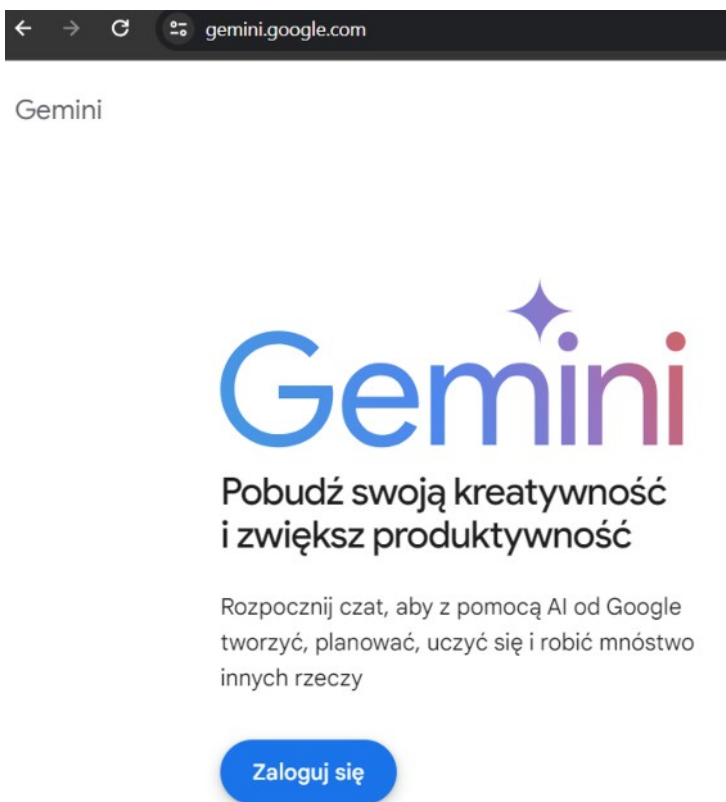 gemini.google.com
Gemini
Gemini
Pobudź swoją kreatywność
i zwiększ produktywność
Rozpocznij czat, aby z pomocą AI od Google
tworzyć, planować, uczyć się i robić mnóstwo
innych rzeczy
Zaloguj się